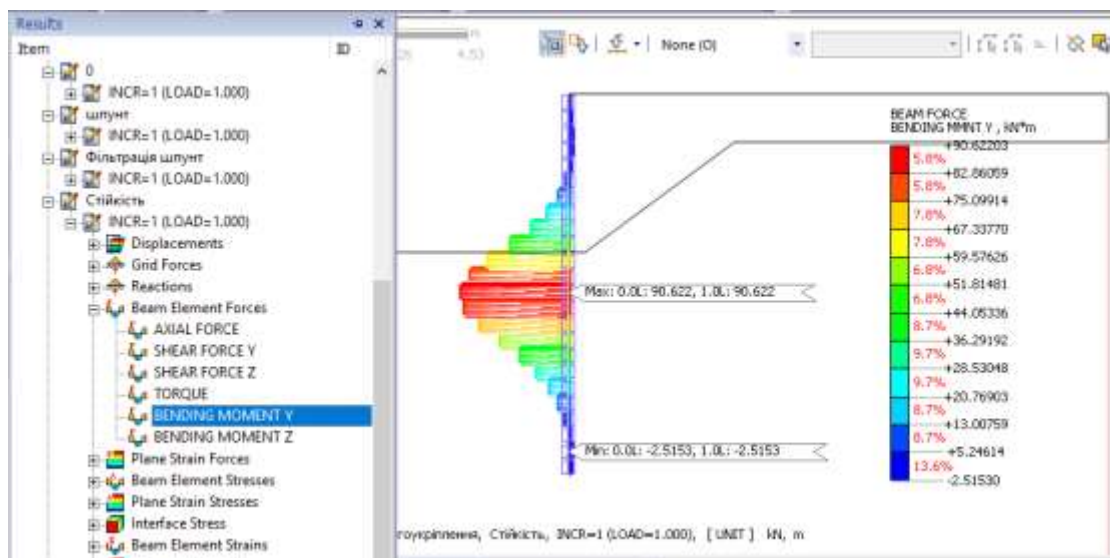 Results
Item ID
0
INCR=1 (LOAD=1.000)
шпунт
INCR=1 (LOAD=1.000)
Фільтрація шпунт
INCR=1 (LOAD=1.000)
Стійкість
INCR=1 (LOAD=1.000)
Displacements
Grid Forces
Reactions
Beam Element Forces
AXIAL FORCE
SHEAR FORCE Y
SHEAR FORCE Z
TORQUE
BENDING MOMENT Y
BENDING MOMENT Z
Plane Strain Forces
Beam Element Stresses
Plane Strain Stresses
Interface Stress
Beam Element Strains
4.53
None (O)
BEAM FORCE
BENDING MMNT Y , kN*m
+90.62203
5.8%
+82.86059
5.8%
+75.09914
7.8%
+67.33770
7.8%
+59.57626
6.8%
+51.81481
6.8%
+44.05336
8.7%
+36.29192
9.7%
+28.53048
9.7%
+20.76903
8.7%
+13.00759
8.7%
+5.24614
13.6%
-2.51530
Max: 0.0L: 90.622, 1.0L: 90.622
Min: 0.0L: -2.5153, 1.0L: -2.5153
гоукріплення, Стійкість, INCR=1 (LOAD=1.000), [ UNIT ] kN, m